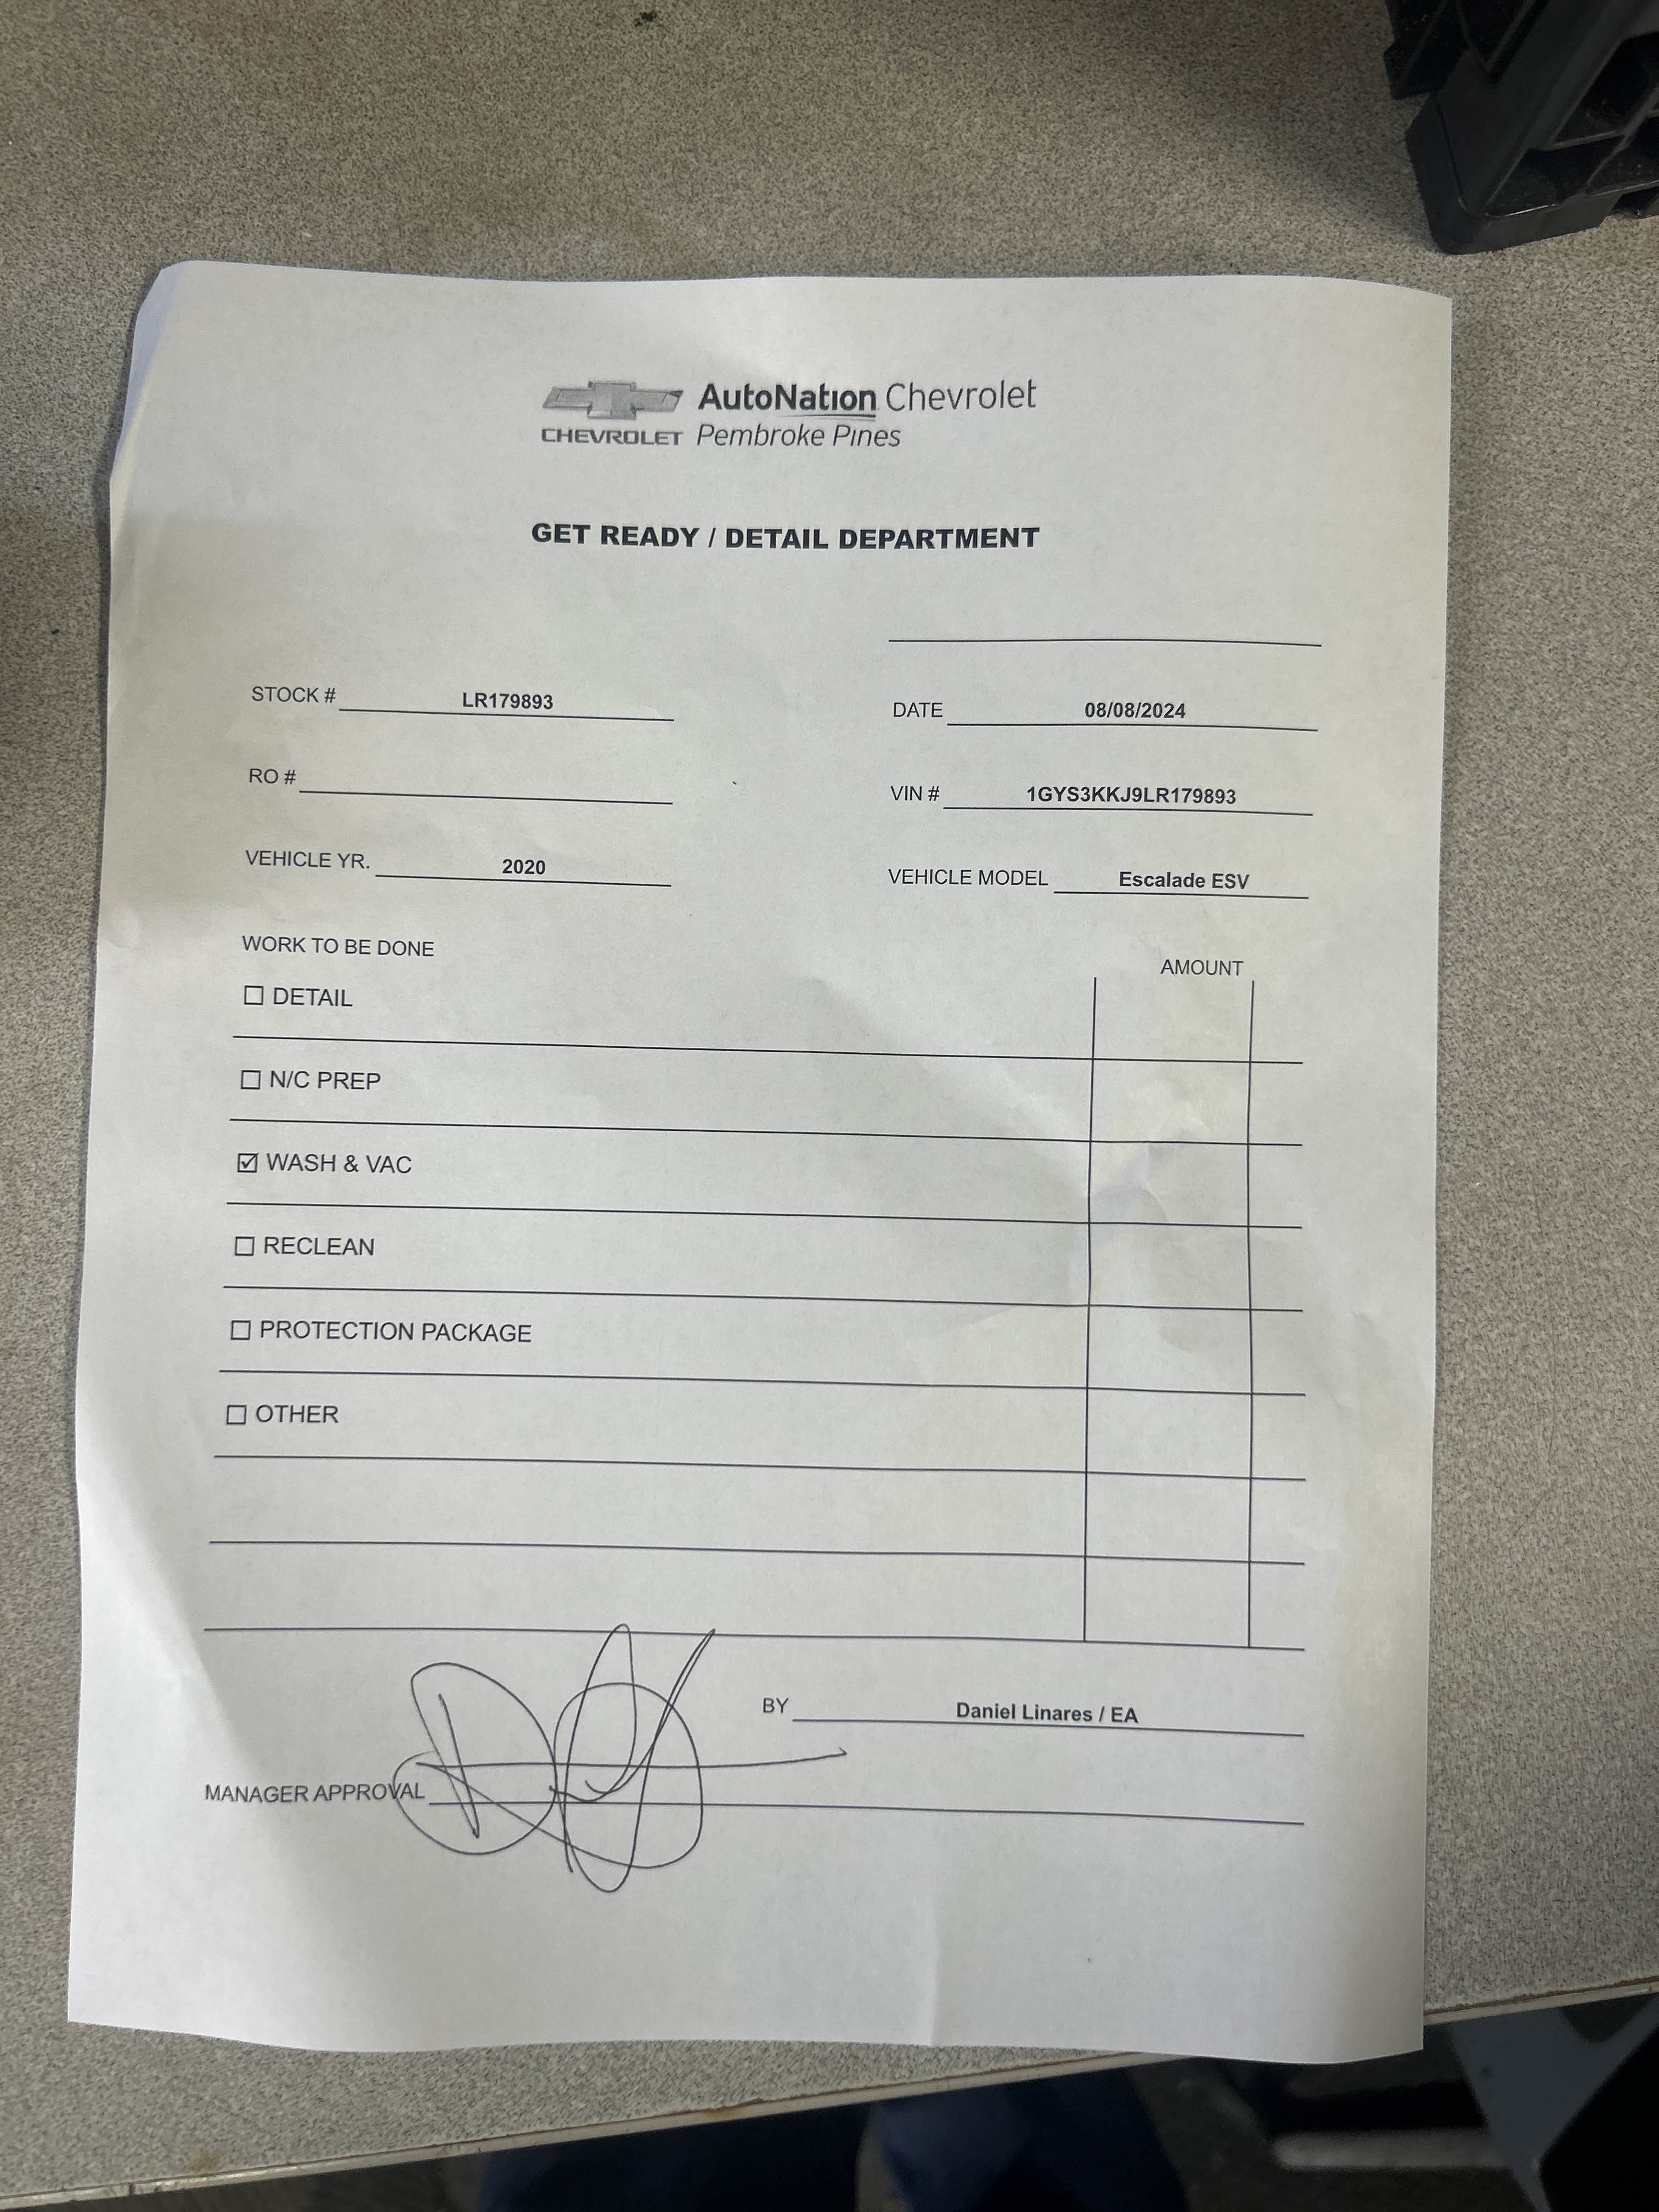 AutoNation Chevrolet
CHEVROLET Pembroke Pines
GET READY / DETAIL DEPARTMENT
STOCK # LR179893
DATE 08/08/2024
RO #
VIN # 1GYS3KKJ9LR179893
VEHICLE YR. 2020
VEHICLE MODEL Escalade ESV
WORK TO BE DONE
AMOUNT
☐ DETAIL
☐ N/C PREP
☑ WASH & VAC
☐ RECLEAN
☐ PROTECTION PACKAGE
☐ OTHER
BY Daniel Linares / EA
MANAGER APPROVAL